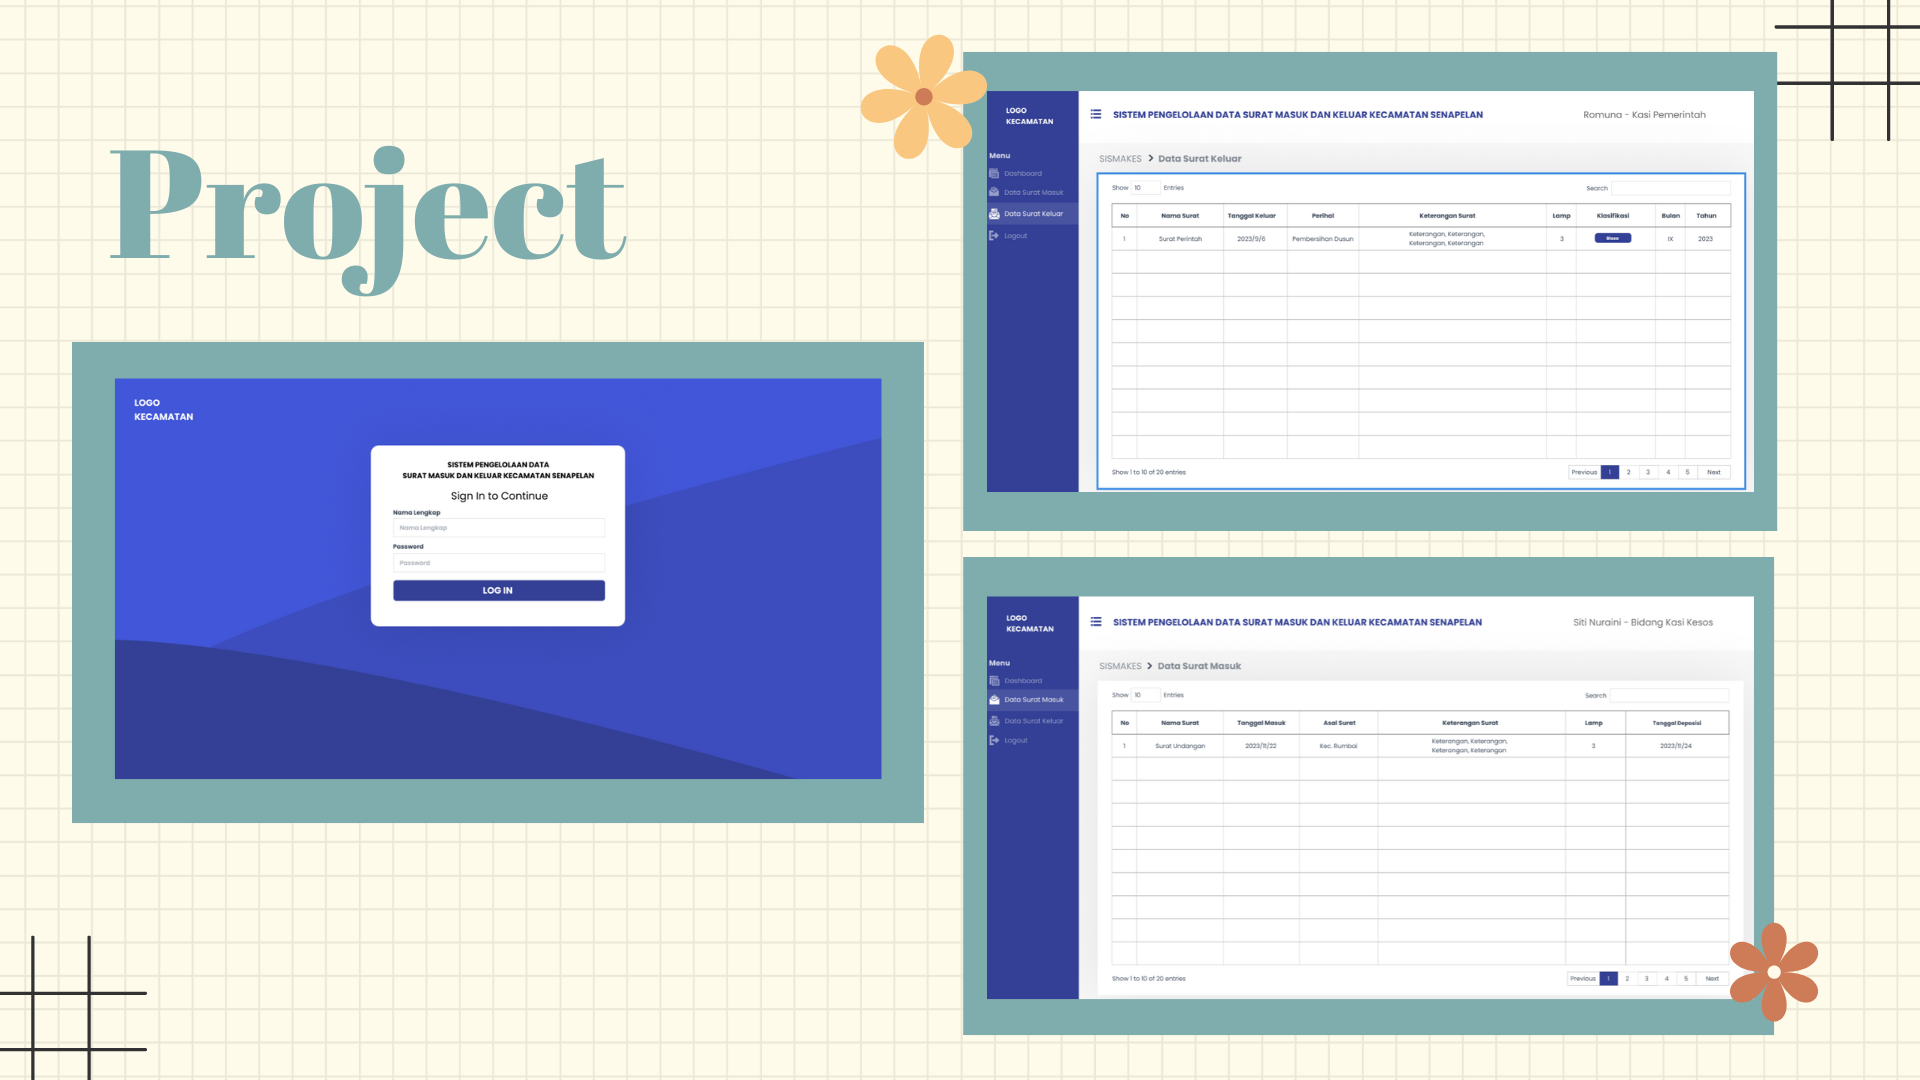 Project
LOGO
KECAMATAN
SISTEM PENGELOLAAN DATA
SURAT MASUK DAN KELUAR KECAMATAN SENAPELAN
Sign In to Continue
Nama Lengkap
Nama Lengkap
Password
Password
LOG IN
LOGO
KECAMATAN
SISTEM PENGELOLAAN DATA SURAT MASUK DAN KELUAR KECAMATAN SENAPELAN
Romuna - Kasi Pemerintah
Menu
Dashboard
Data Surat Masuk
Data Surat Keluar
Logout
SISMAKES > Data Surat Keluar
Show 10 Entries
Search
No Nama Surat Tanggal Keluar Perihal Keterangan Surat Lamp Klasifikasi Bulan Tahun
1 Surat Perintah 2023/9/6 Pembersihan Dusun Keterangan, Keterangan, 3 Biasa IX 2023
Keterangan, Keterangan
Show 1 to 10 of 20 entries
Previous 1 2 3 4 5 Next
LOGO
KECAMATAN
SISTEM PENGELOLAAN DATA SURAT MASUK DAN KELUAR KECAMATAN SENAPELAN
Siti Nuraini - Bidang Kasi Kesos
Menu
Dashboard
Data Surat Masuk
Data Surat Keluar
Logout
SISMAKES > Data Surat Masuk
Show 10 Entries
Search
No Nama Surat Tanggal Masuk Asal Surat Keterangan Surat Lamp Tanggal Deposisi
1 Surat Undangan 2023/11/22 Kec. Rumbai Keterangan, Keterangan, 3 2023/11/24
Keterangan, Keterangan
Show 1 to 10 of 20 entries
Previous 1 2 3 4 5 Next